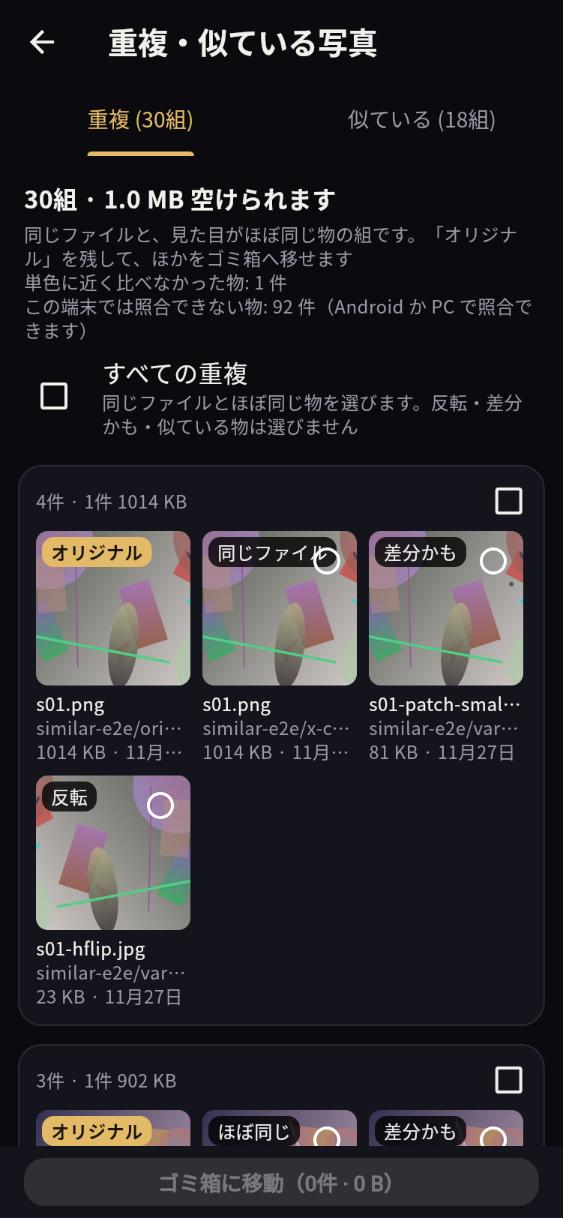 重複・似ている写真
重複 (30組)
似ている (18組)
30組・1.0 MB 空けられます
同じファイルと、見た目がほぼ同じ物の組です。「オリジナ
ル」を残して、ほかをゴミ箱へ移せます
単色に近く比べなかった物: 1 件
この端末では照合できない物: 92 件（Android か PC で照合で
きます）
すべての重複
同じファイルとほぼ同じ物を選びます。反転・差分
かも・似ている物は選びません
4件 · 1件 1014 KB
オリジナル
同じファイル
差分かも
s01.png
s01.png
s01-patch-smal…
similar-e2e/ori…
similar-e2e/x-c…
similar-e2e/var…
1014 KB · 11月…
1014 KB · 11月…
81 KB · 11月27日
反転
s01-hflip.jpg
similar-e2e/var…
23 KB · 11月27日
3件 · 1件 902 KB
オリジナル
ほぼ同じ
差分かも
ゴミ箱に移動（0件 · 0 B）